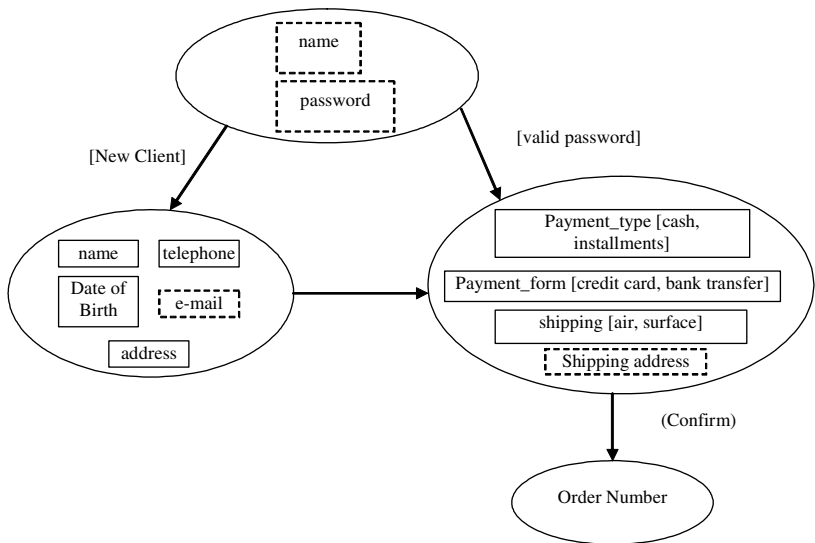 name
password
[New Client]
[valid password]
name
telephone
Date of
Birth
e-mail
address
Payment_type [cash,
installments]
Payment_form [credit card, bank transfer]
shipping [air, surface]
Shipping address
(Confirm)
Order Number